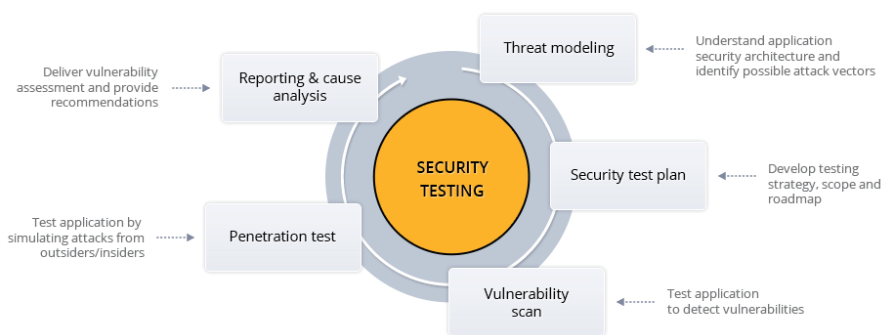 Threat modeling
Understand application
security architecture and
identify possible attack vectors
Security test plan
Develop testing
strategy, scope and
roadmap
Vulnerability
scan
Test application
to detect vulnerabilities
Penetration test
Test application by
simulating attacks from
outsiders/insiders
Reporting & cause
analysis
Deliver vulnerability
assessment and provide
recommendations
SECURITY
TESTING